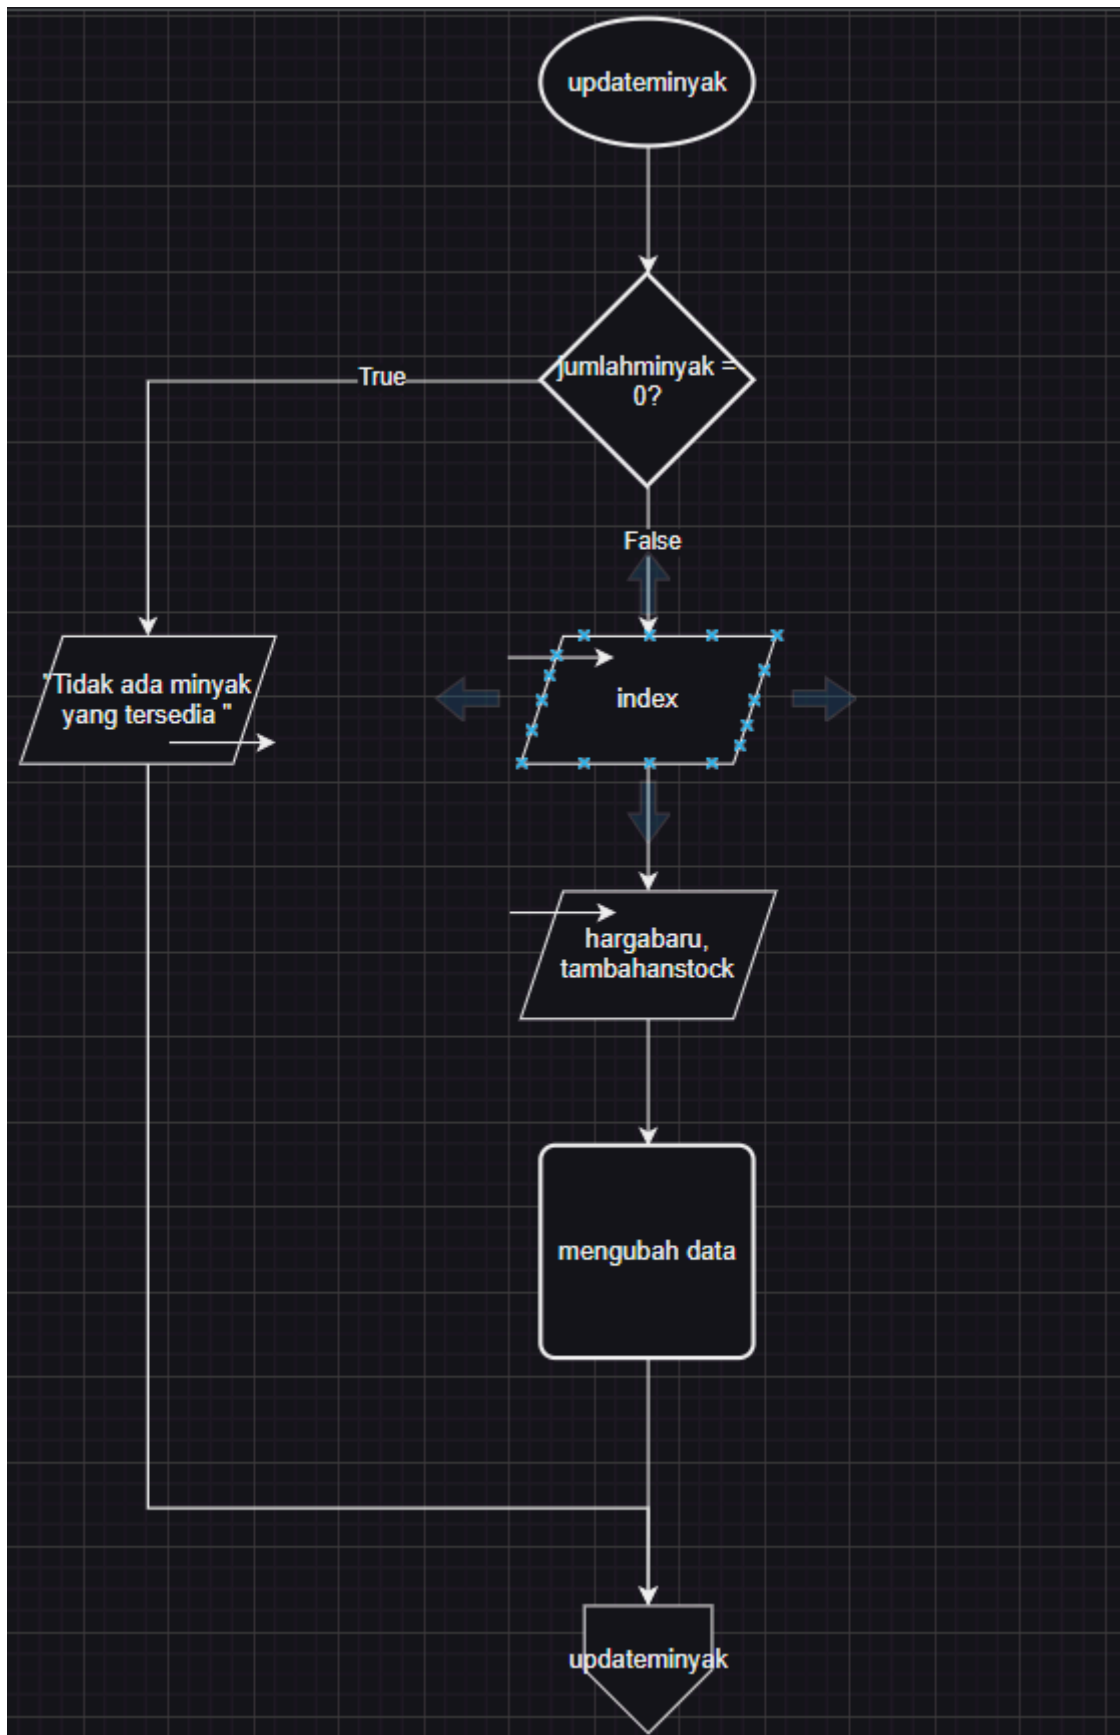 updateminyak
jumlahminyak =
0?
True
False
"Tidak ada minyak
yang tersedia "
index
hargabaru,
tambahanstock
mengubah data
updateminyak